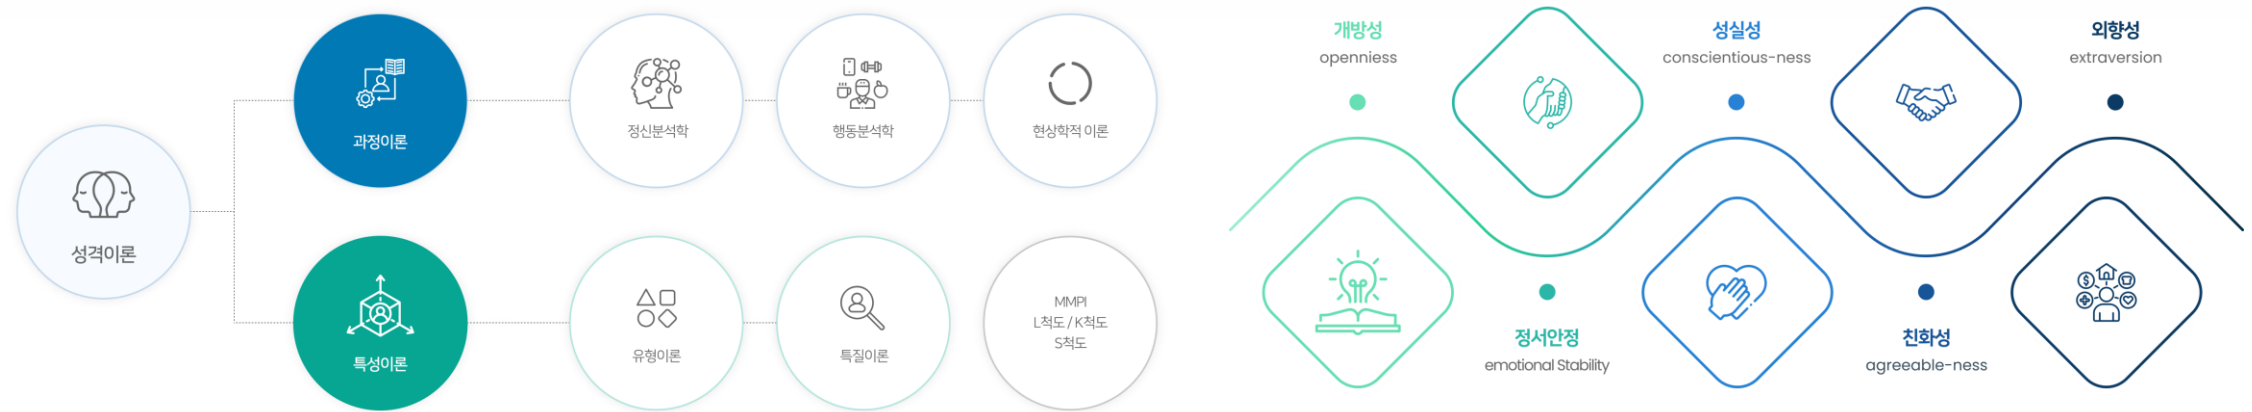 성격이론
과정이론
정신분석학
행동분석학
현상학적 이론
특성이론
유형이론
특질이론
MMPI
L척도 / K척도
S척도
개방성
openniess
정서안정
emotional Stability
성실성
conscientious-ness
친화성
agreeable-ness
외향성
extraversion